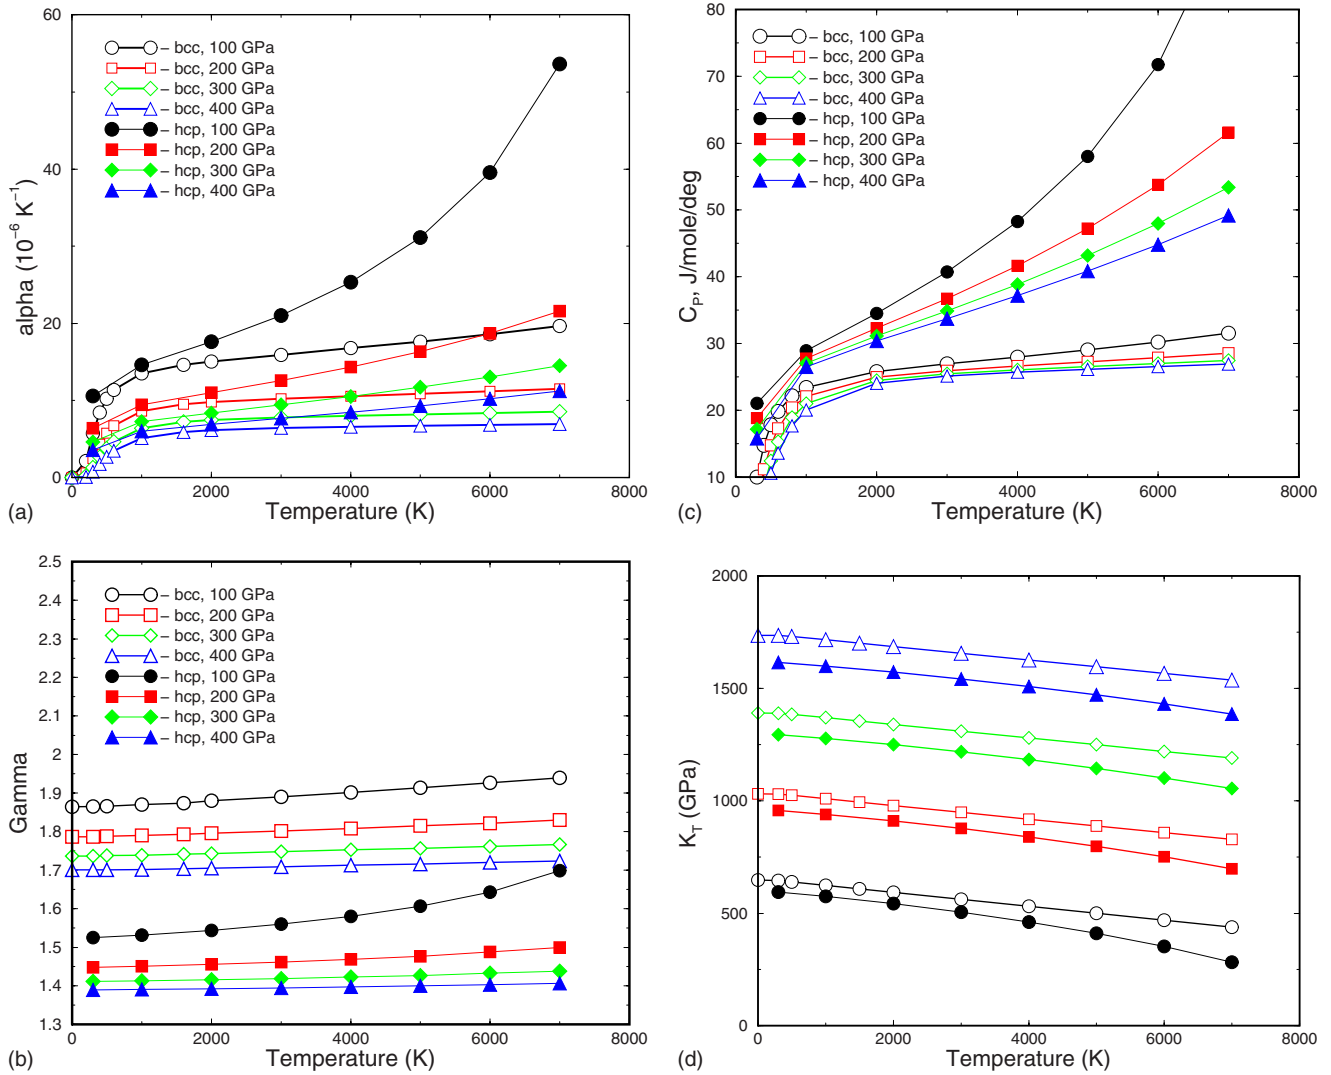 60
40
20
0
alpha (10⁻⁶ K⁻¹)
– bcc, 100 GPa
– bcc, 200 GPa
– bcc, 300 GPa
– bcc, 400 GPa
– hcp, 100 GPa
– hcp, 200 GPa
– hcp, 300 GPa
– hcp, 400 GPa
0 2000 4000 6000 8000
Temperature (K)
(a)
80
70
60
50
40
30
20
10
C_P, J/mole/deg
– bcc, 100 GPa
– bcc, 200 GPa
– bcc, 300 GPa
– bcc, 400 GPa
– hcp, 100 GPa
– hcp, 200 GPa
– hcp, 300 GPa
– hcp, 400 GPa
0 2000 4000 6000 8000
Temperature (K)
(c)
2.5
2.4
2.3
2.2
2.1
2
1.9
1.8
1.7
1.6
1.5
1.4
1.3
Gamma
– bcc, 100 GPa
– bcc, 200 GPa
– bcc, 300 GPa
– bcc, 400 GPa
– hcp, 100 GPa
– hcp, 200 GPa
– hcp, 300 GPa
– hcp, 400 GPa
0 2000 4000 6000 8000
Temperature (K)
(b)
2000
1500
1000
500
0
K_T (GPa)
0 2000 4000 6000 8000
Temperature (K)
(d)